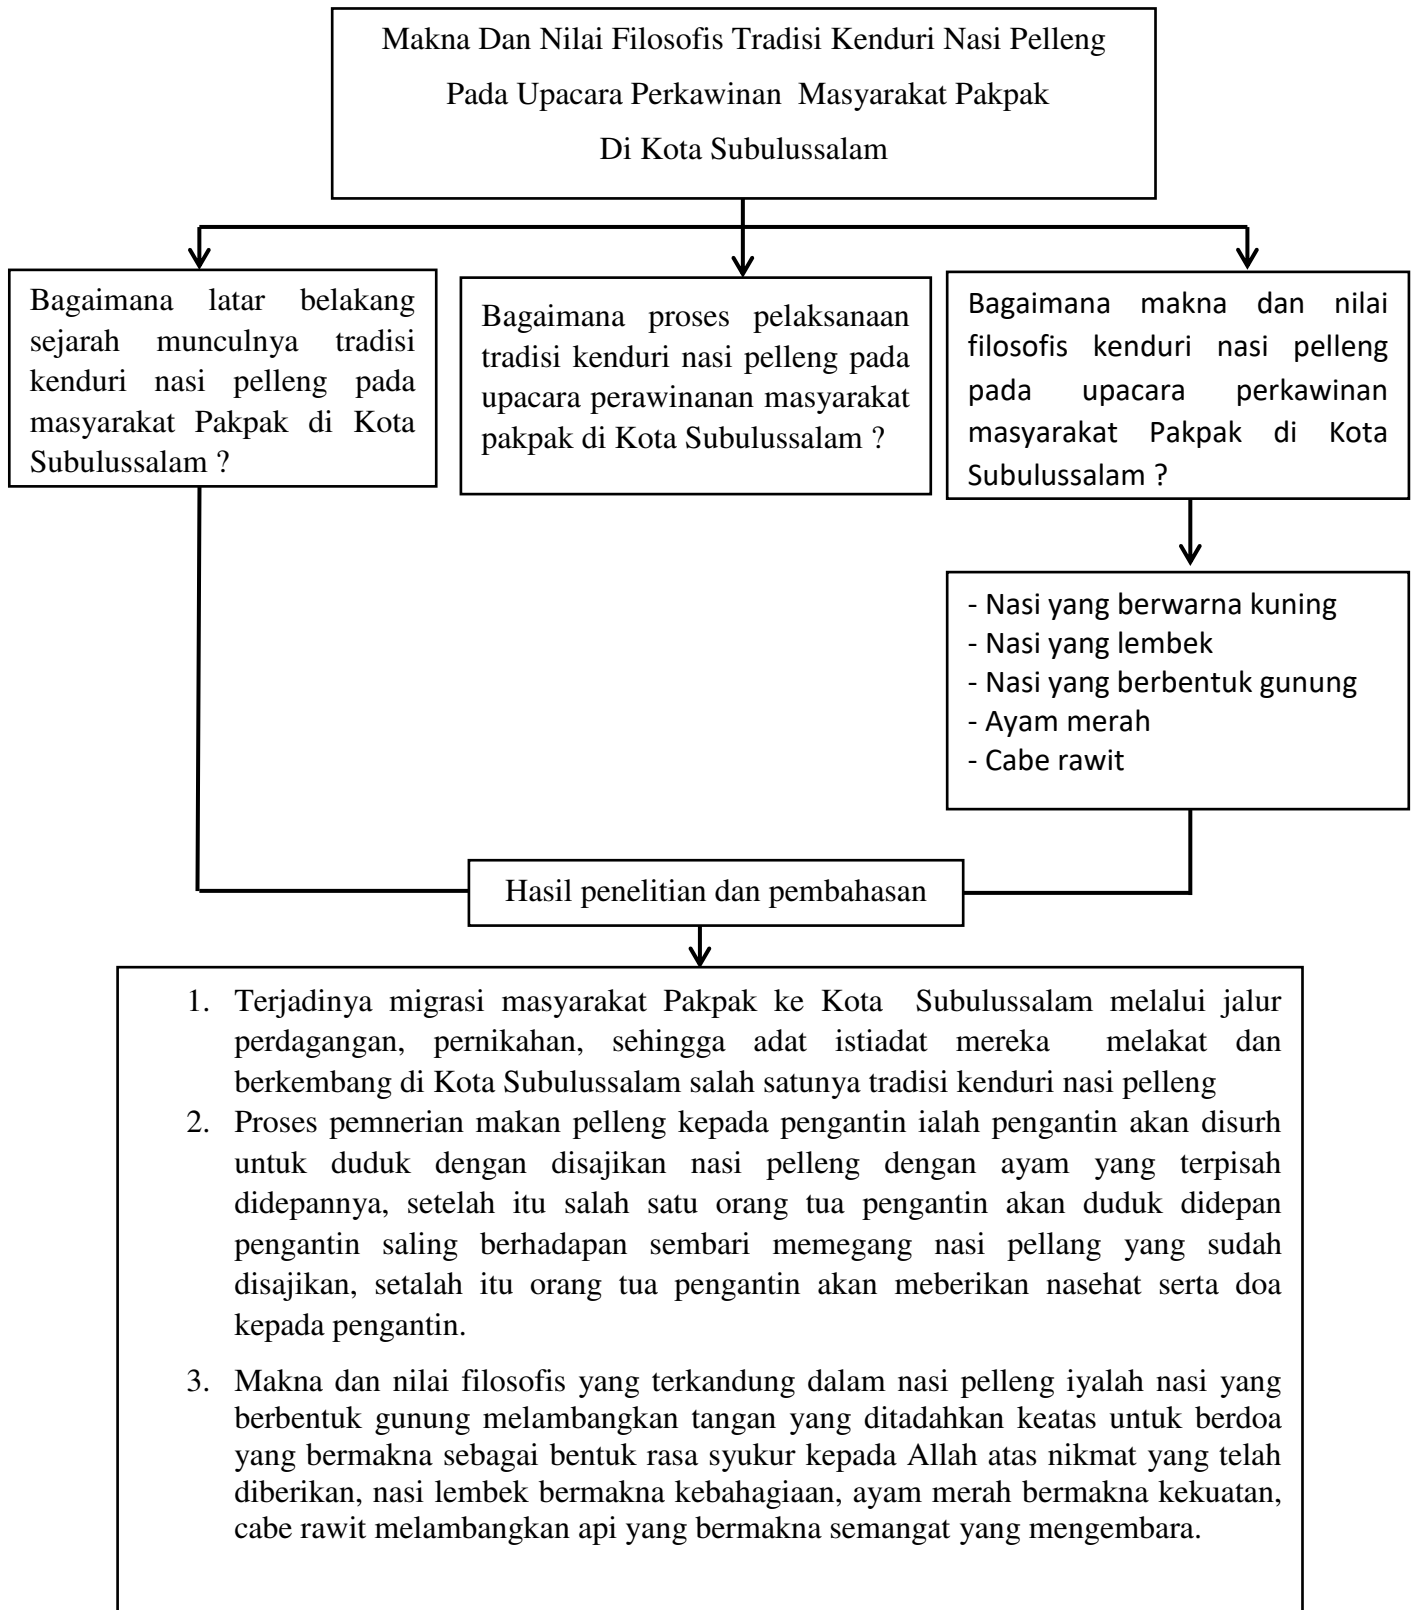 Makna Dan Nilai Filosofis Tradisi Kenduri Nasi Pelleng
Pada Upacara Perkawinan Masyarakat Pakpak
Di Kota Subulussalam
Bagaimana latar belakang
sejarah munculnya tradisi
kenduri nasi pelleng pada
masyarakat Pakpak di Kota
Subulussalam ?
Bagaimana proses pelaksanaan
tradisi kenduri nasi pelleng pada
upacara perawinanan masyarakat
pakpak di Kota Subulussalam ?
Bagaimana makna dan nilai
filosofis kenduri nasi pelleng
pada upacara perkawinan
masyarakat Pakpak di Kota
Subulussalam ?
- Nasi yang berwarna kuning
- Nasi yang lembek
- Nasi yang berbentuk gunung
- Ayam merah
- Cabe rawit
Hasil penelitian dan pembahasan
1. Terjadinya migrasi masyarakat Pakpak ke Kota Subulussalam melalui jalur
perdagangan, pernikahan, sehingga adat istiadat mereka melakat dan
berkembang di Kota Subulussalam salah satunya tradisi kenduri nasi pelleng
2. Proses pemnerian makan pelleng kepada pengantin ialah pengantin akan disurh
untuk duduk dengan disajikan nasi pelleng dengan ayam yang terpisah
didepannya, setelah itu salah satu orang tua pengantin akan duduk didepan
pengantin saling berhadapan sembari memegang nasi pellang yang sudah
disajikan, setalah itu orang tua pengantin akan meberikan nasehat serta doa
kepada pengantin.
3. Makna dan nilai filosofis yang terkandung dalam nasi pelleng iyalah nasi yang
berbentuk gunung melambangkan tangan yang ditadahkan keatas untuk berdoa
yang bermakna sebagai bentuk rasa syukur kepada Allah atas nikmat yang telah
diberikan, nasi lembek bermakna kebahagiaan, ayam merah bermakna kekuatan,
cabe rawit melambangkan api yang bermakna semangat yang mengembara.